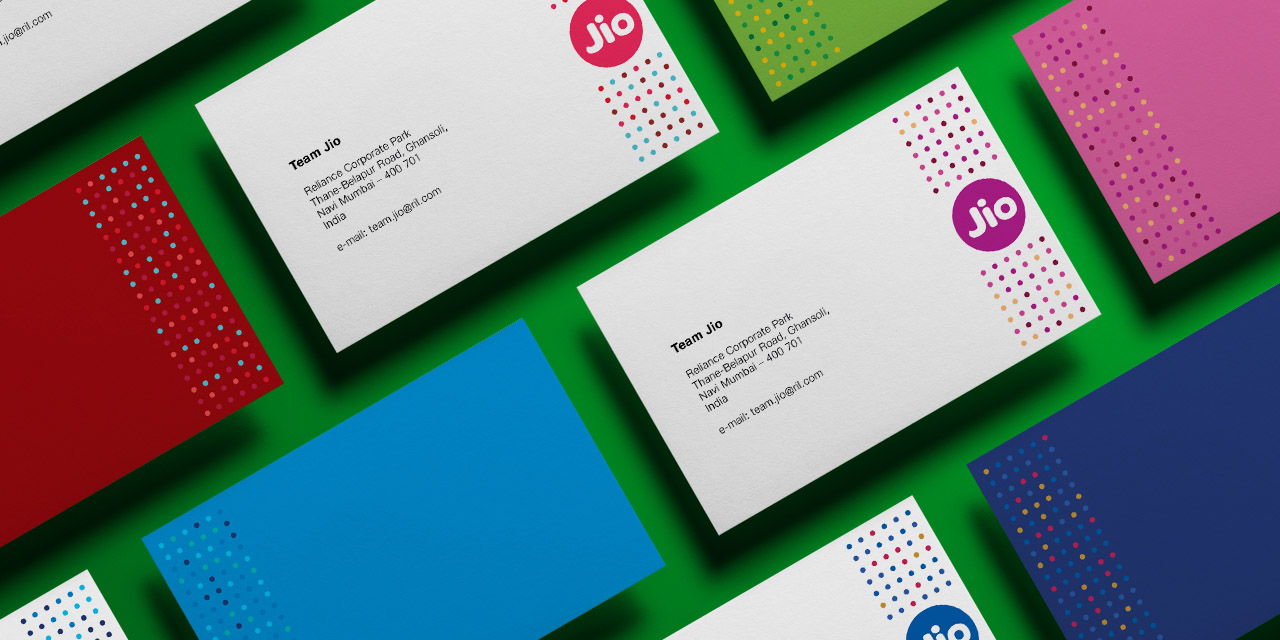 .jio@ril.com
Jio
Team Jio
Reliance Corporate Park
Thane-Belapur Road, Ghansoli,
Navi Mumbai – 400 701
India
e-mail: team.jio@ril.com
Jio
Team Jio
Reliance Corporate Park
Thane-Belapur Road, Ghansoli,
Navi Mumbai – 400 701
India
e-mail: team.jio@ril.com
Jio